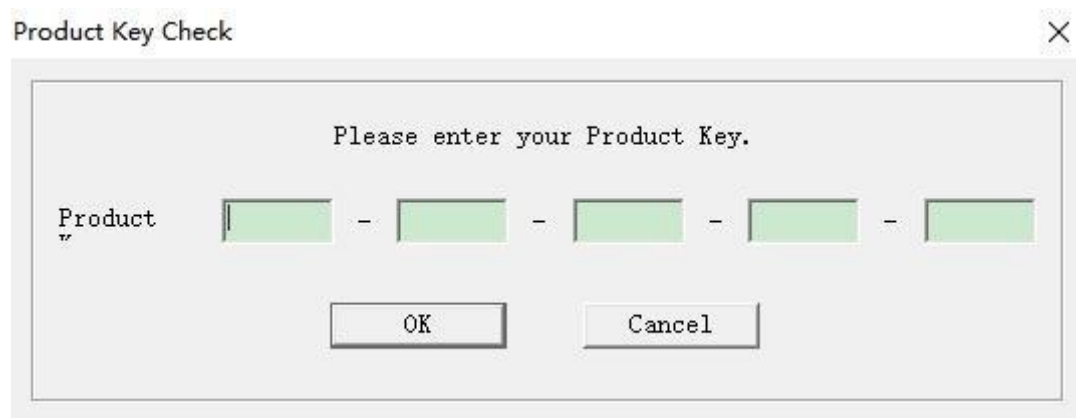 Product Key Check
Please enter your Product Key.
Product
- - - -
OK Cancel